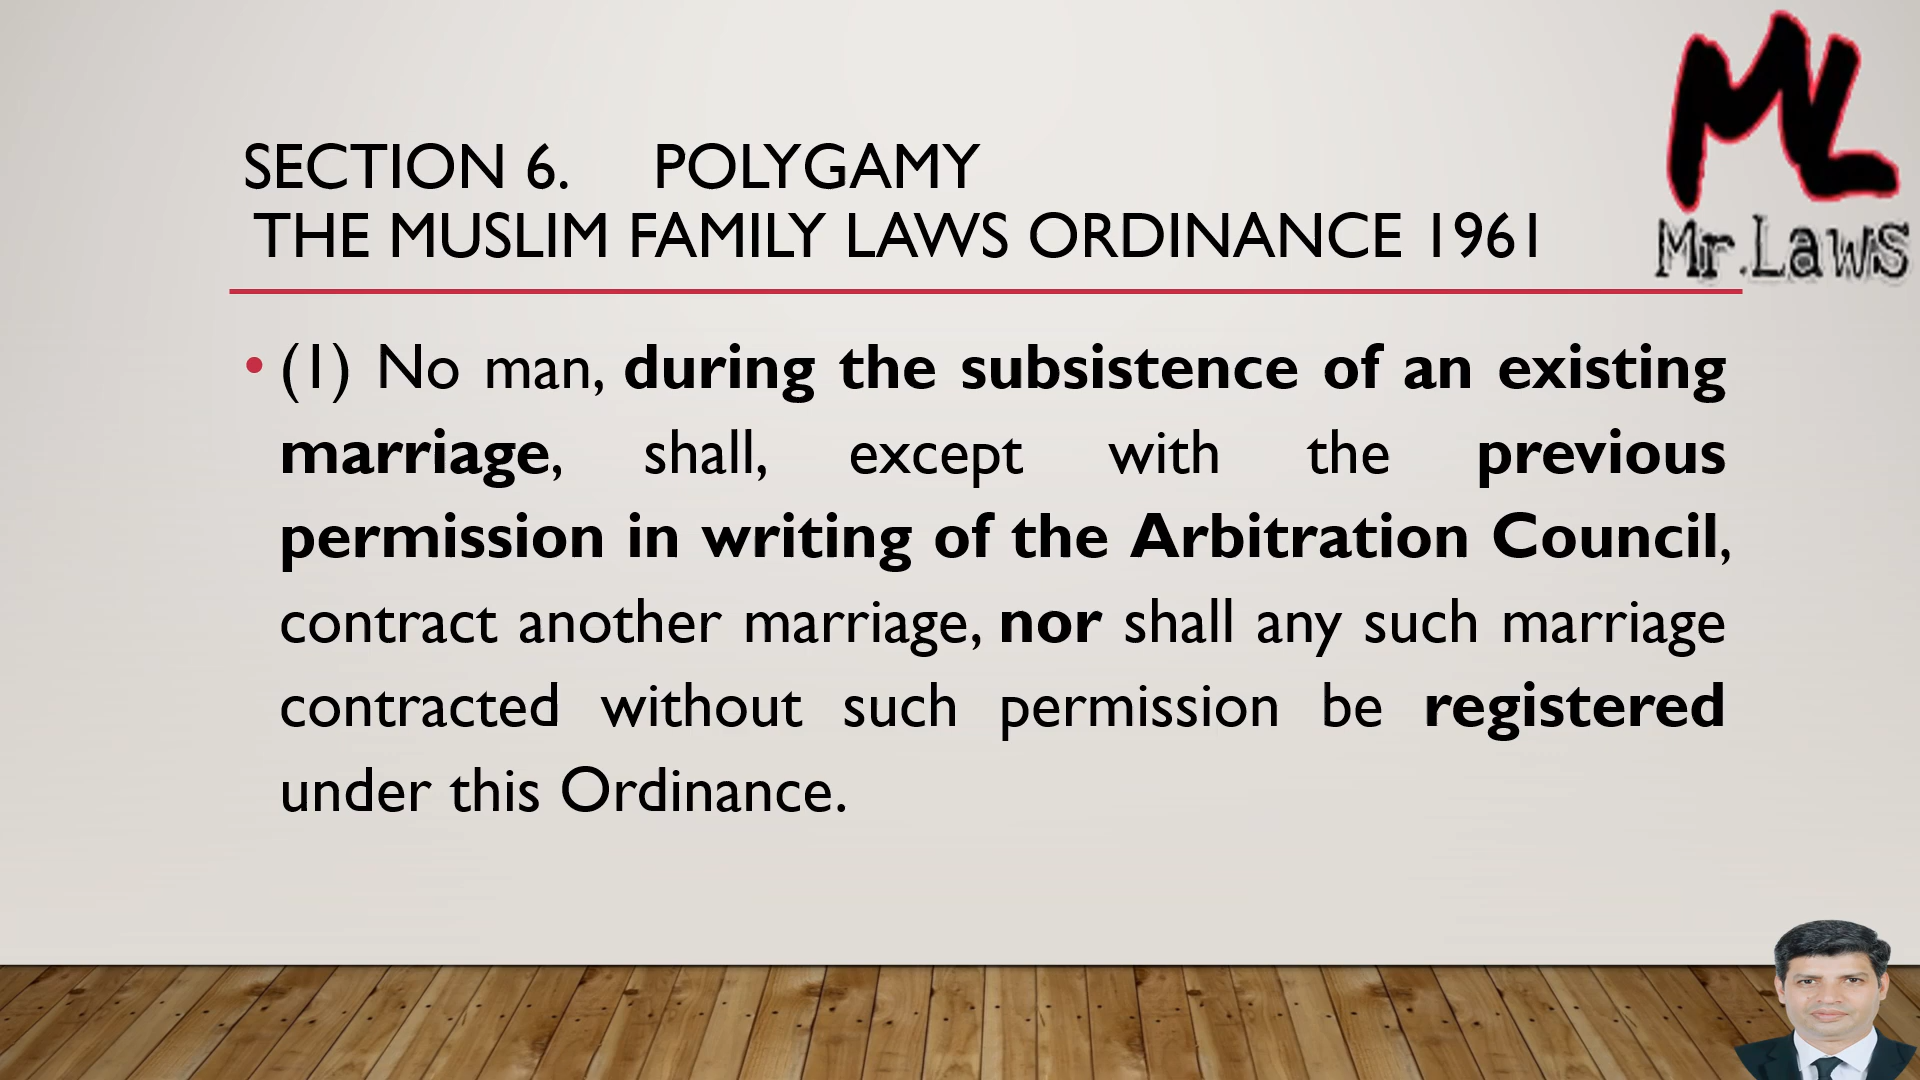 SECTION 6. POLYGAMY
THE MUSLIM FAMILY LAWS ORDINANCE 1961
ML
Mr.Laws
• (1) No man, during the subsistence of an existing
marriage, shall, except with the previous
permission in writing of the Arbitration Council,
contract another marriage, nor shall any such marriage
contracted without such permission be registered
under this Ordinance.